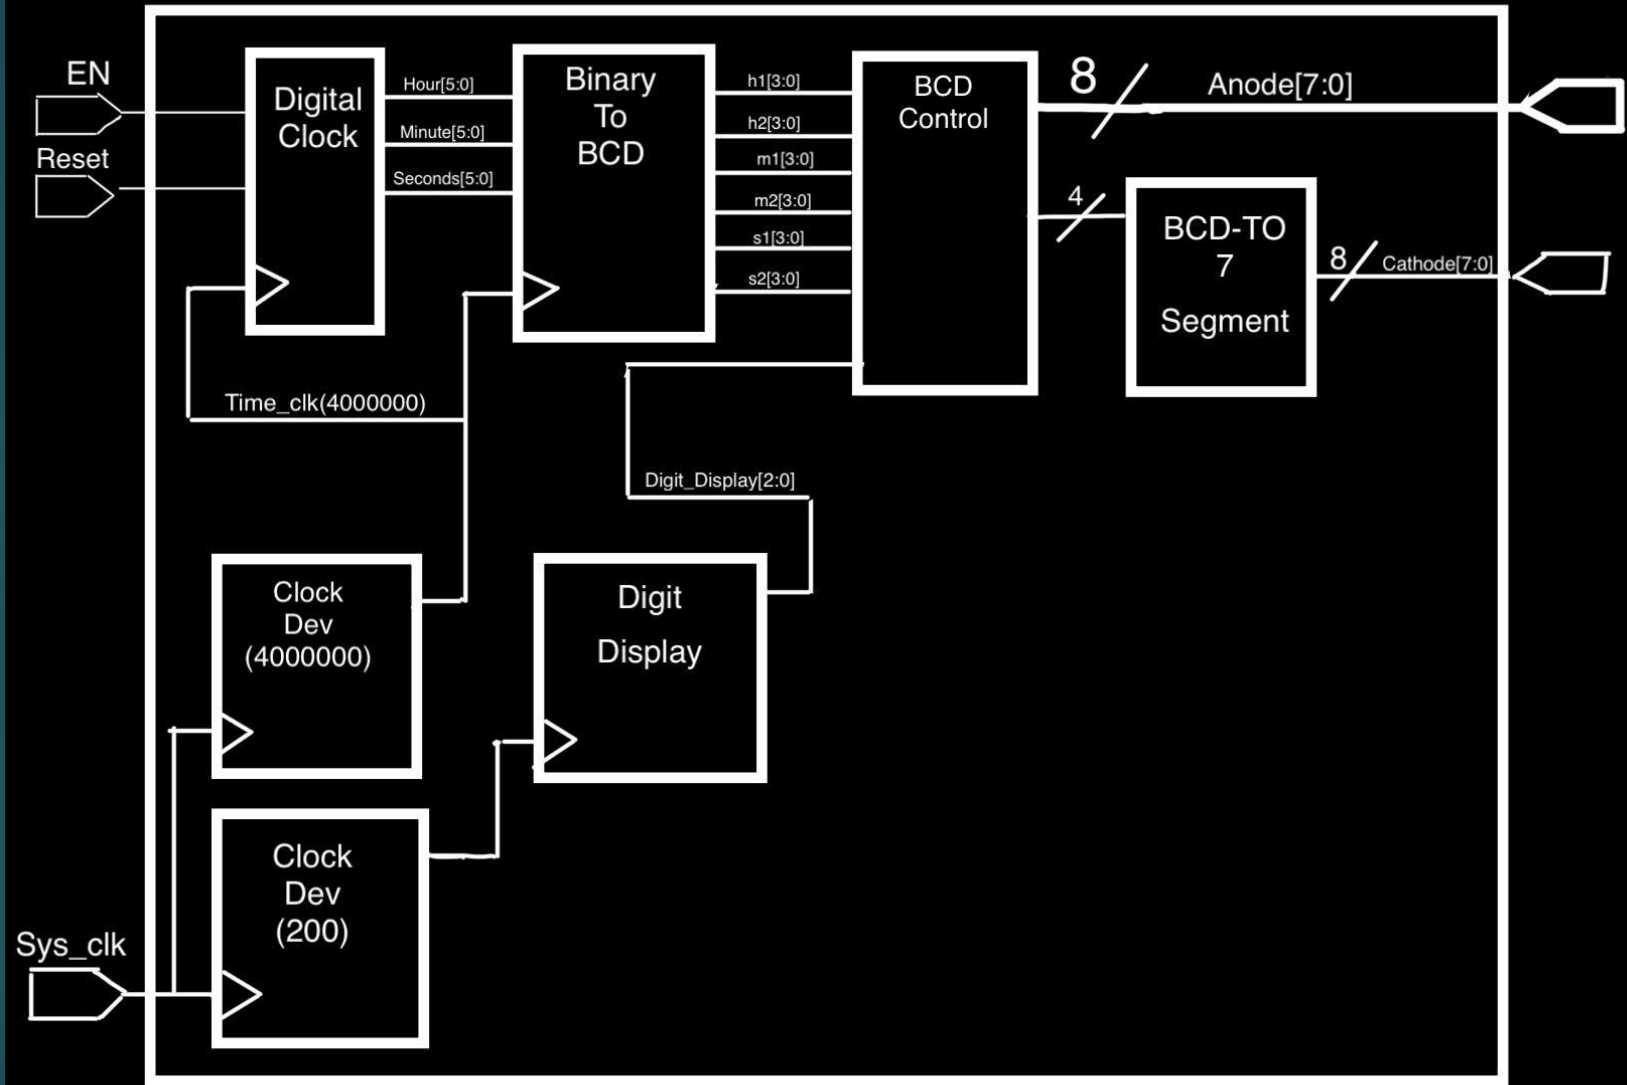 EN
Reset
Digital
Clock
Hour[5:0]
Minute[5:0]
Seconds[5:0]
Binary
To
BCD
h1[3:0]
h2[3:0]
m1[3:0]
m2[3:0]
s1[3:0]
s2[3:0]
BCD
Control
8
Anode[7:0]
4
BCD-TO
7
Segment
8
Cathode[7:0]
Time_clk(4000000)
Digit_Display[2:0]
Clock
Dev
(4000000)
Digit
Display
Clock
Dev
(200)
Sys_clk